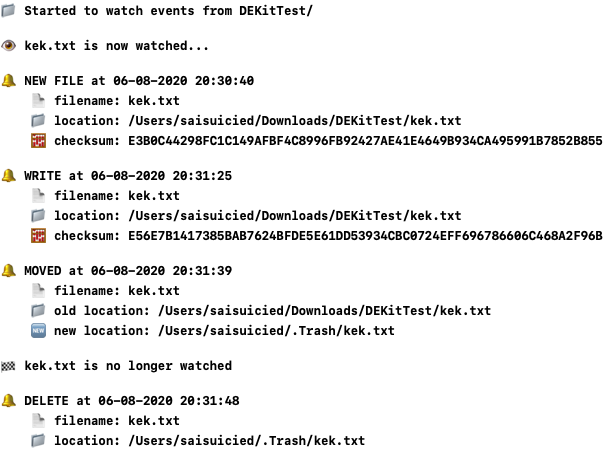 Started to watch events from DEKitTest/
kek.txt is now watched...
NEW FILE at 06-08-2020 20:30:40
filename: kek.txt
location: /Users/saisuicied/Downloads/DEKitTest/kek.txt
checksum: E3B0C44298FC1C149AFBF4C8996FB92427AE41E4649B934CA495991B7852B855
WRITE at 06-08-2020 20:31:25
filename: kek.txt
location: /Users/saisuicied/Downloads/DEKitTest/kek.txt
checksum: E56E7B1417385BAB7624BFDE5E61DD53934CBC0724EFF696786606C468A2F96B
MOVED at 06-08-2020 20:31:39
filename: kek.txt
old location: /Users/saisuicied/Downloads/DEKitTest/kek.txt
NEW new location: /Users/saisuicied/.Trash/kek.txt
kek.txt is no longer watched
DELETE at 06-08-2020 20:31:48
filename: kek.txt
location: /Users/saisuicied/.Trash/kek.txt